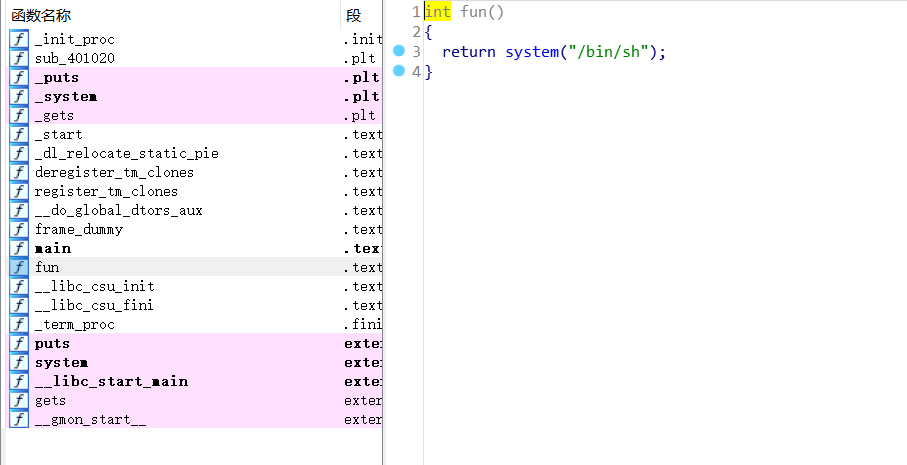 函数名称 段
_init_proc .init
sub_401020 .plt
_puts .plt
_system .plt
_gets .plt
_start .text
_dl_relocate_static_pie .text
deregister_tm_clones .text
register_tm_clones .text
__do_global_dtors_aux .text
frame_dummy .text
main .text
fun .text
__libc_csu_init .text
__libc_csu_fini .text
_term_proc .fini
puts exter
system exter
__libc_start_main exter
gets exter
__gmon_start__ exter
1 int fun()
2 {
3 return system("/bin/sh");
4 }